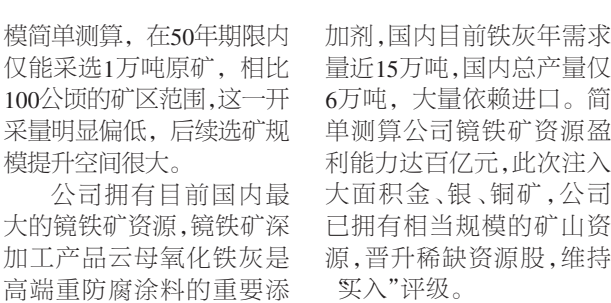 模简单测算，在50年期限内
仅能采选1万吨原矿，相比
100公顷的矿区范围,这一开
采量明显偏低，后续选矿规
模提升空间很大。
公司拥有目前国内最
大的镜铁矿资源,镜铁矿深
加工产品云母氧化铁灰是
高端重防腐涂料的重要添
加剂,国内目前铁灰年需求
量近15万吨,国内总产量仅
6万吨，大量依赖进口。简
单测算公司镜铁矿资源盈
利能力达百亿元,此次注入
大面积金、银、铜矿,公司
已拥有相当规模的矿山资
源,晋升稀缺资源股,维持
“买入”评级。